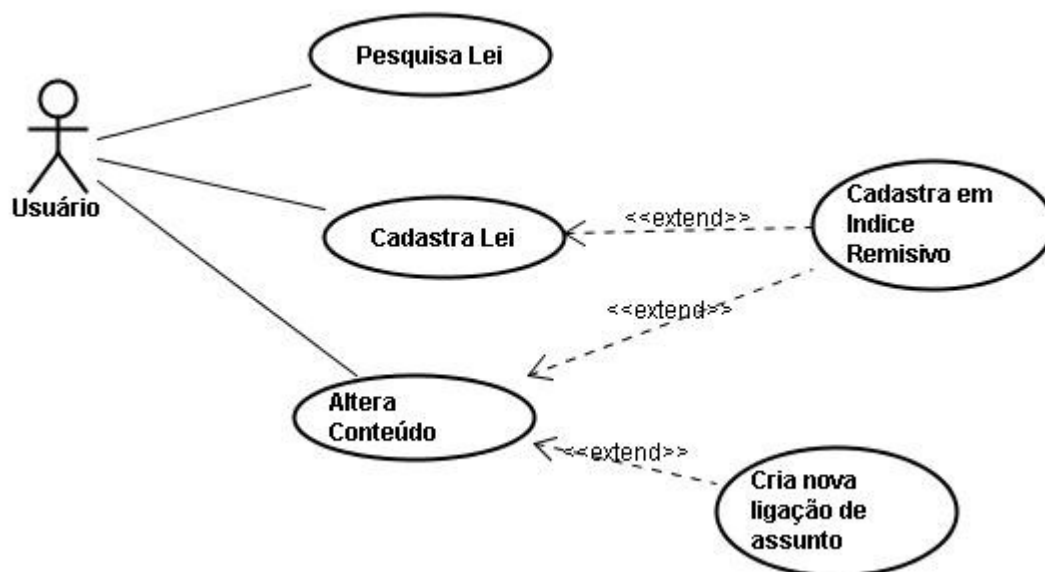 Pesquisa Lei
Usuário
Cadastra Lei
<<extend>>
Cadastra em
Indice
Remisivo
<<extend>>
Altera
Conteúdo
<<extend>>
Cria nova
ligação de
assunto